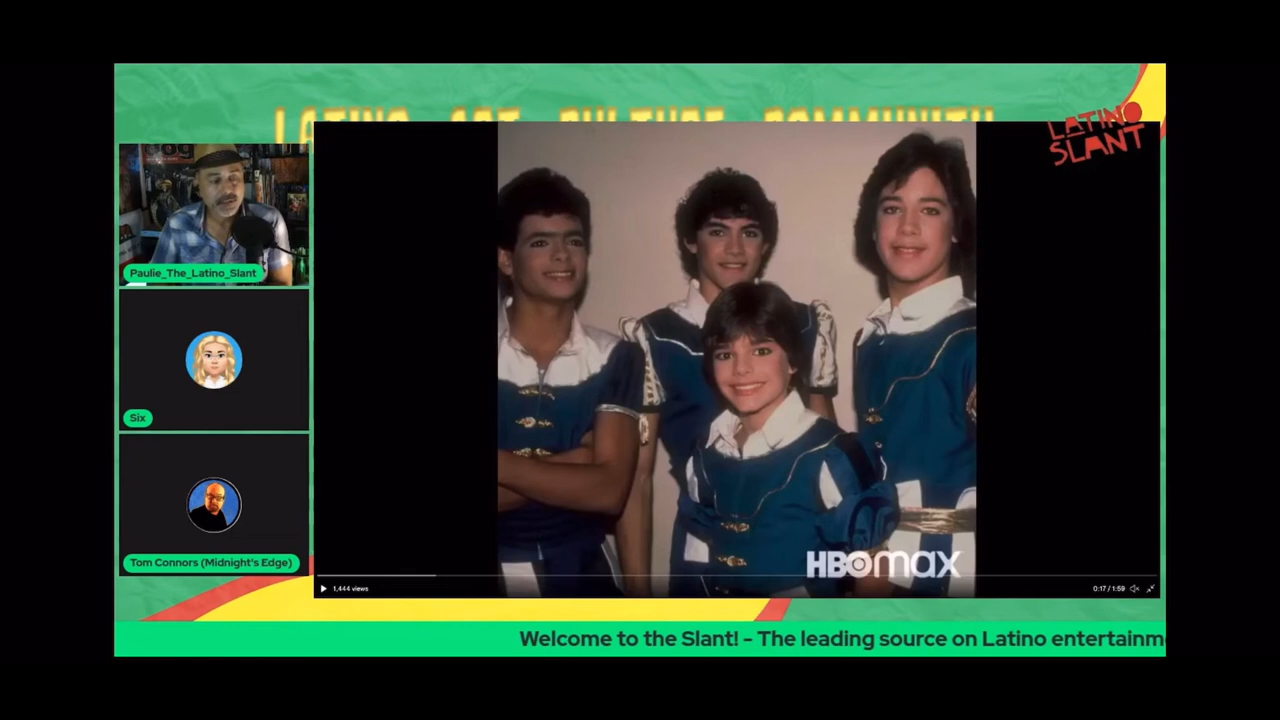 LATINO
SLANT
Paulie_The_Latino_Slant
Six
Tom Connors (Midnight's Edge)
HBOmax
1,444 views
0:17 / 1:59
Welcome to the Slant! - The leading source on Latino entertainm